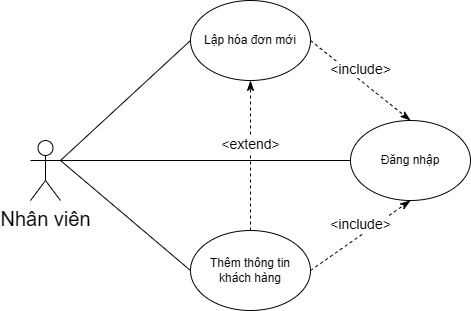 Lập hóa đơn mới
<include>
<extend>
Đăng nhập
Nhân viên
<include>
Thêm thông tin
khách hàng